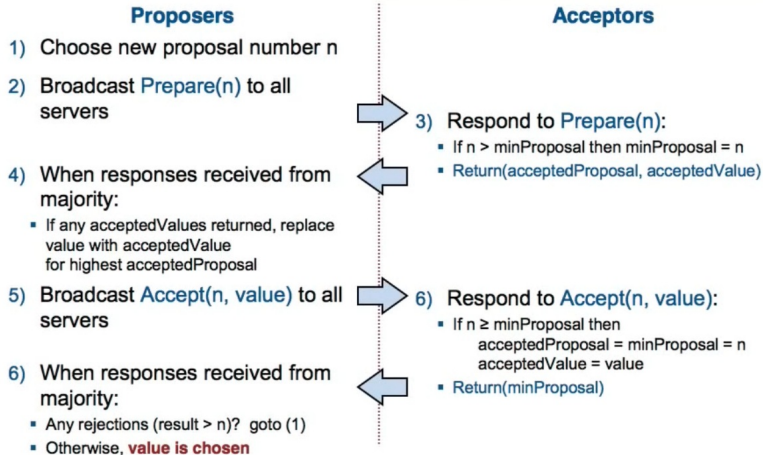 Proposers
1) Choose new proposal number n
2) Broadcast Prepare(n) to all
servers
4) When responses received from
majority:
▪ If any acceptedValues returned, replace
value with acceptedValue
for highest acceptedProposal
5) Broadcast Accept(n, value) to all
servers
6) When responses received from
majority:
▪ Any rejections (result > n)? goto (1)
▪ Otherwise, value is chosen
Acceptors
3) Respond to Prepare(n):
▪ If n > minProposal then minProposal = n
▪ Return(acceptedProposal, acceptedValue)
6) Respond to Accept(n, value):
▪ If n ≥ minProposal then
acceptedProposal = minProposal = n
acceptedValue = value
▪ Return(minProposal)